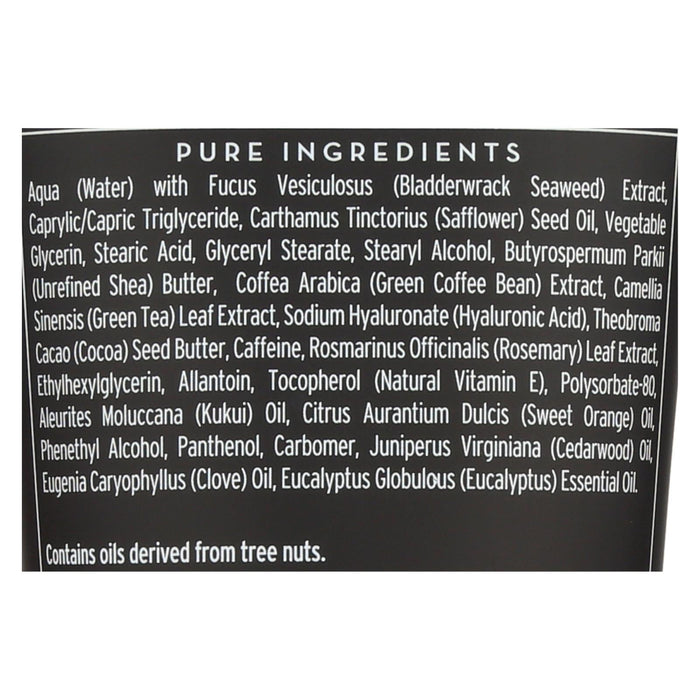 PURE INGREDIENTS
Aqua (Water) with Fucus Vesiculosus (Bladderwrack Seaweed) Extract,
Caprylic/Capric Triglyceride, Carthamus Tinctorius (Safflower) Seed Oil, Vegetable
Glycerin, Stearic Acid, Glyceryl Stearate, Stearyl Alcohol, Butyrospermum Parkii
(Unrefined Shea) Butter, Coffea Arabica (Green Coffee Bean) Extract, Camellia
Sinensis (Green Tea) Leaf Extract, Sodium Hyaluronate (Hyaluronic Acid), Theobroma
Cacao (Cocoa) Seed Butter, Caffeine, Rosmarinus Officinalis (Rosemary) Leaf Extract,
Ethylhexylglycerin, Allantoin, Tocopherol (Natural Vitamin E), Polysorbate-80,
Aleurites Moluccana (Kukui) Oil, Citrus Aurantium Dulcis (Sweet Orange) Oil,
Phenethyl Alcohol, Panthenol, Carbomer, Juniperus Virginiana (Cedarwood) Oil,
Eugenia Caryophyllus (Clove) Oil, Eucalyptus Globulous (Eucalyptus) Essential Oil.
Contains oils derived from tree nuts.